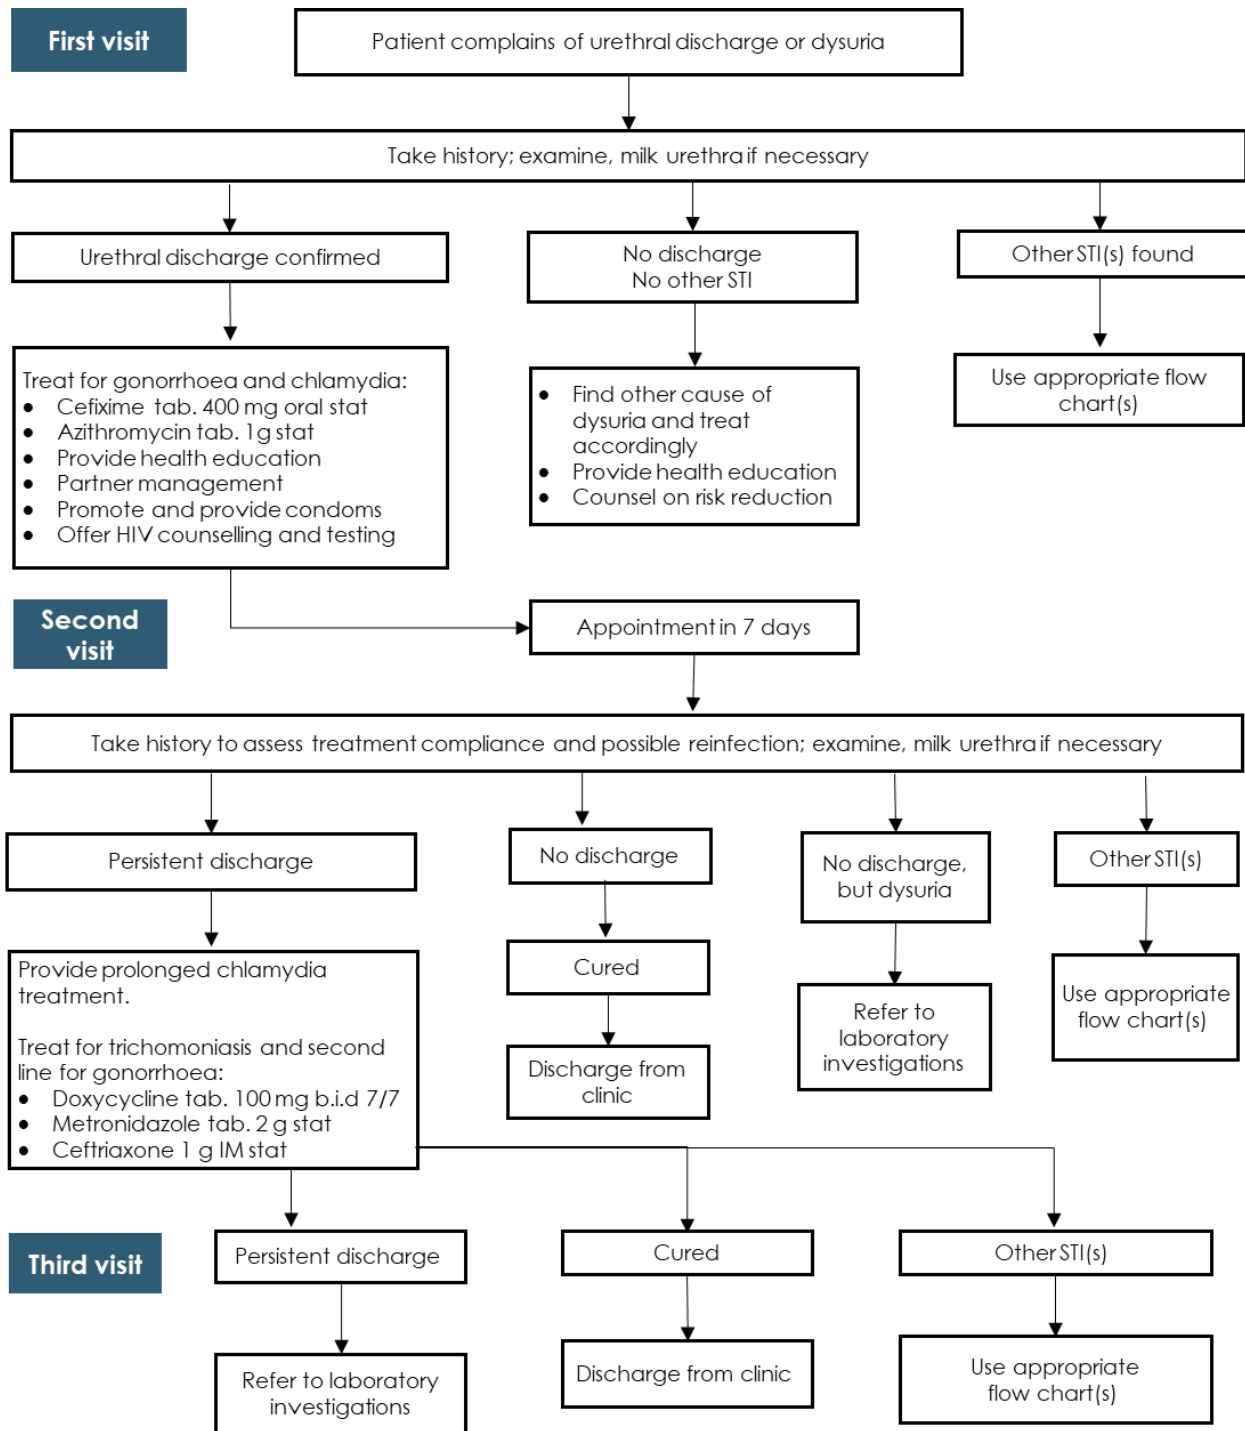 First visit
Patient complains of urethral discharge or dysuria
Take history; examine, milk urethra if necessary
Urethral discharge confirmed
No discharge
No other STI
Other STI(s) found
Treat for gonorrhoea and chlamydia:
• Cefixime tab. 400 mg oral stat
• Azithromycin tab. 1g stat
• Provide health education
• Partner management
• Promote and provide condoms
• Offer HIV counselling and testing
• Find other cause of
dysuria and treat
accordingly
• Provide health education
• Counsel on risk reduction
Use appropriate flow
chart(s)
Second
visit
Appointment in 7 days
Take history to assess treatment compliance and possible reinfection; examine, milk urethra if necessary
Persistent discharge
No discharge
No discharge,
but dysuria
Other STI(s)
Provide prolonged chlamydia
treatment.
Treat for trichomoniasis and second
line for gonorrhoea:
• Doxycycline tab. 100 mg b.i.d 7/7
• Metronidazole tab. 2 g stat
• Ceftriaxone 1 g IM stat
Cured
Discharge from
clinic
Refer to
laboratory
investigations
Use appropriate
flow chart(s)
Third visit
Persistent discharge
Cured
Other STI(s)
Refer to laboratory
investigations
Discharge from clinic
Use appropriate
flow chart(s)